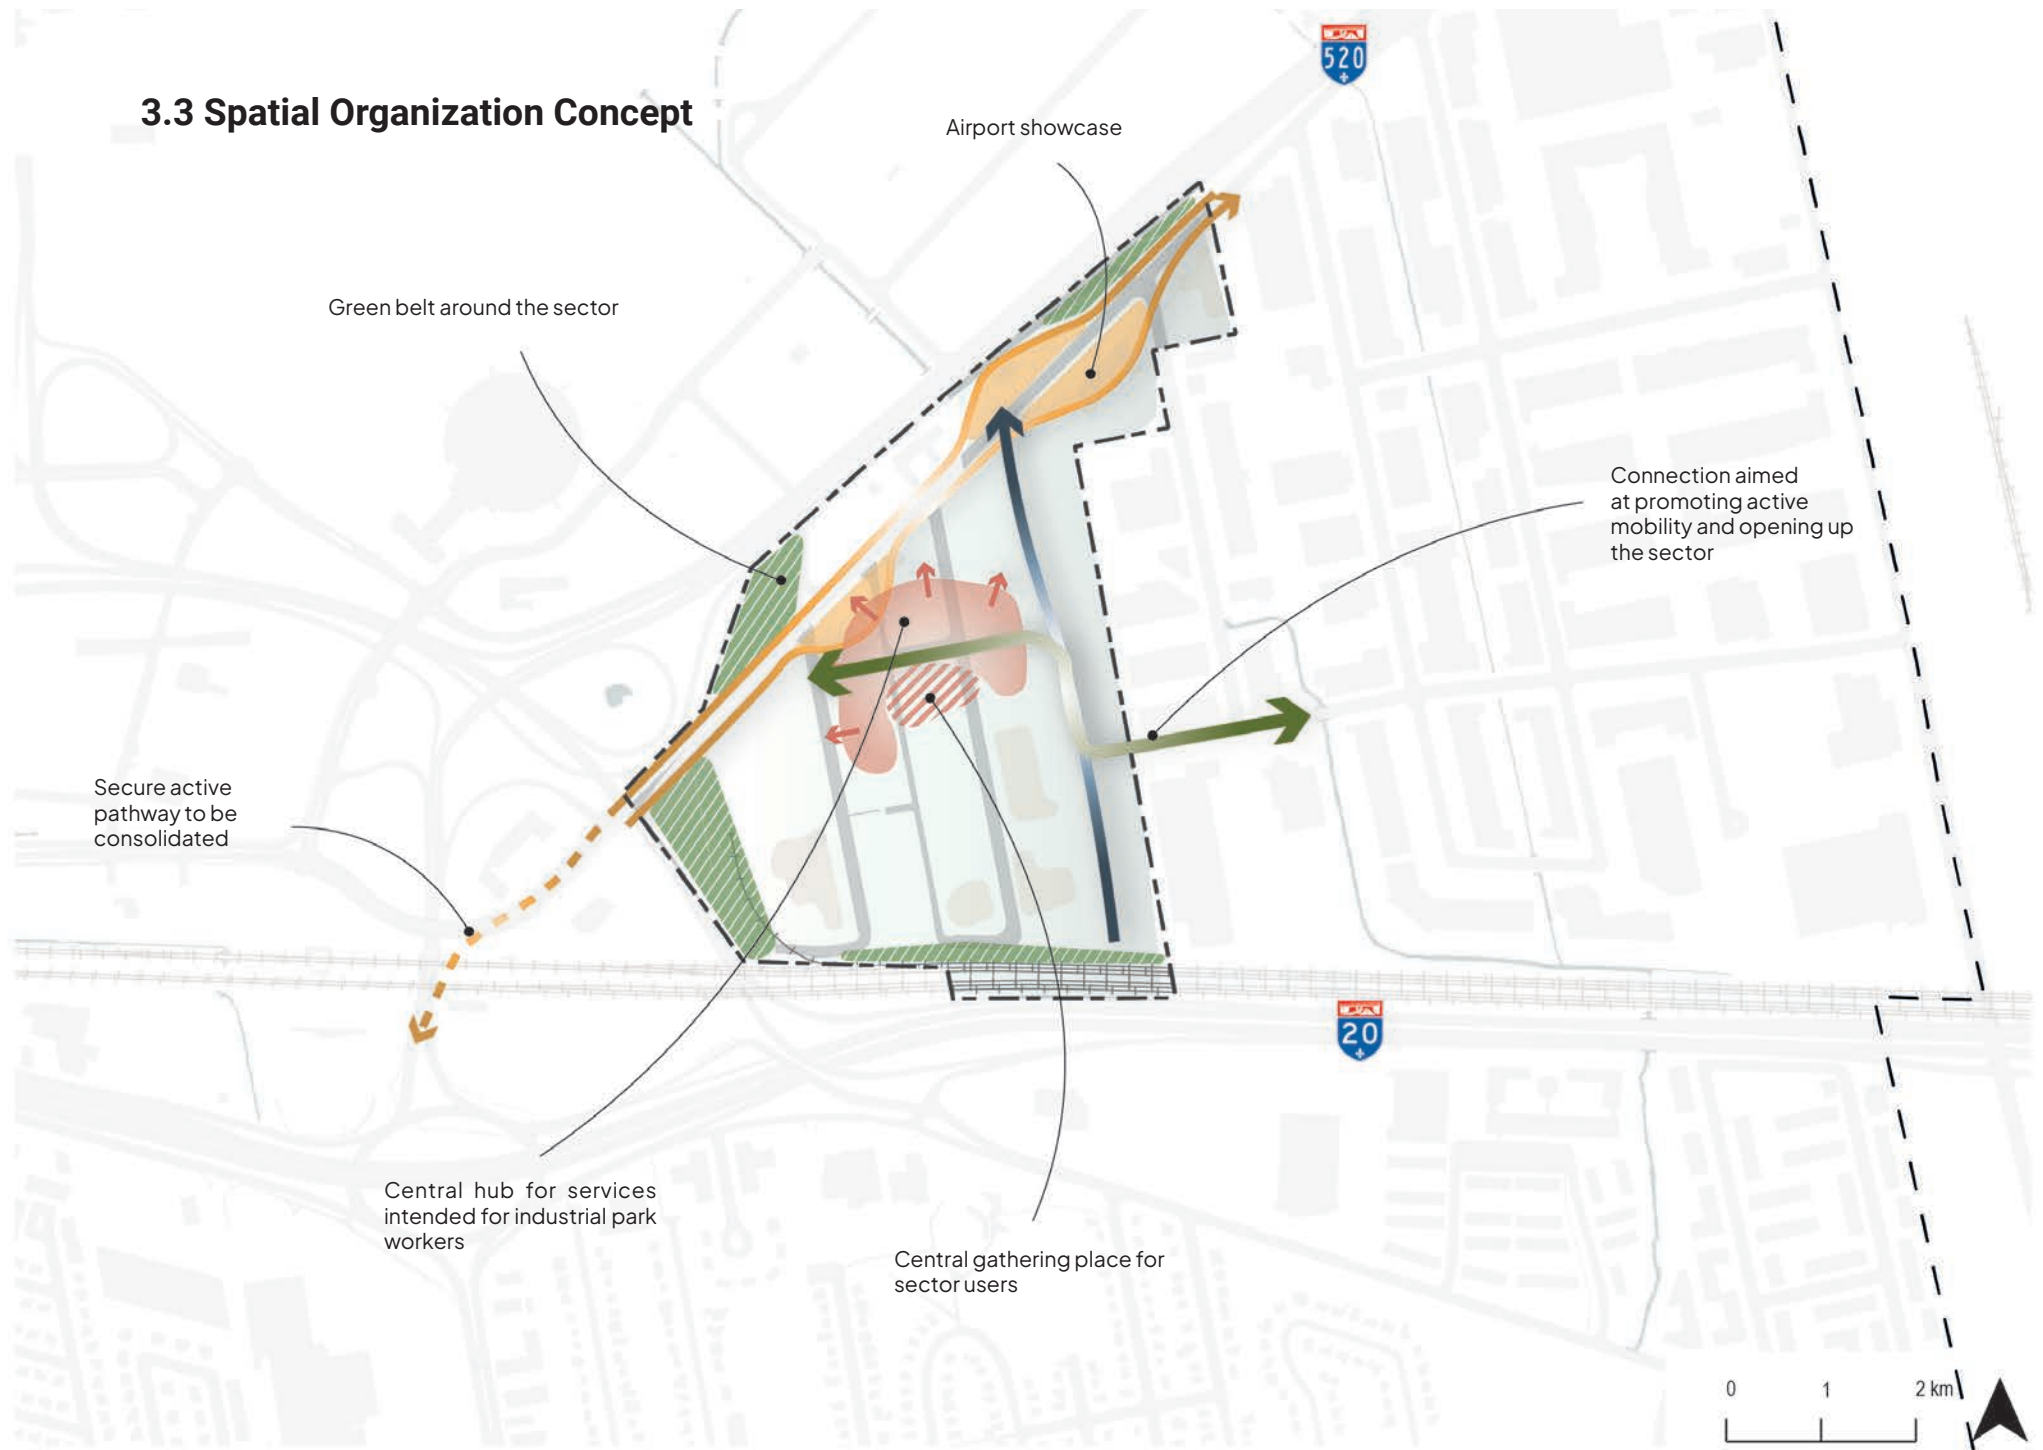 3.3 Spatial Organization Concept
520
Airport showcase
Green belt around the sector
Connection aimed
at promoting active
mobility and opening up
the sector
Secure active
pathway to be
consolidated
20
Central hub for services
intended for industrial park
workers
Central gathering place for
sector users
0 1 2 km